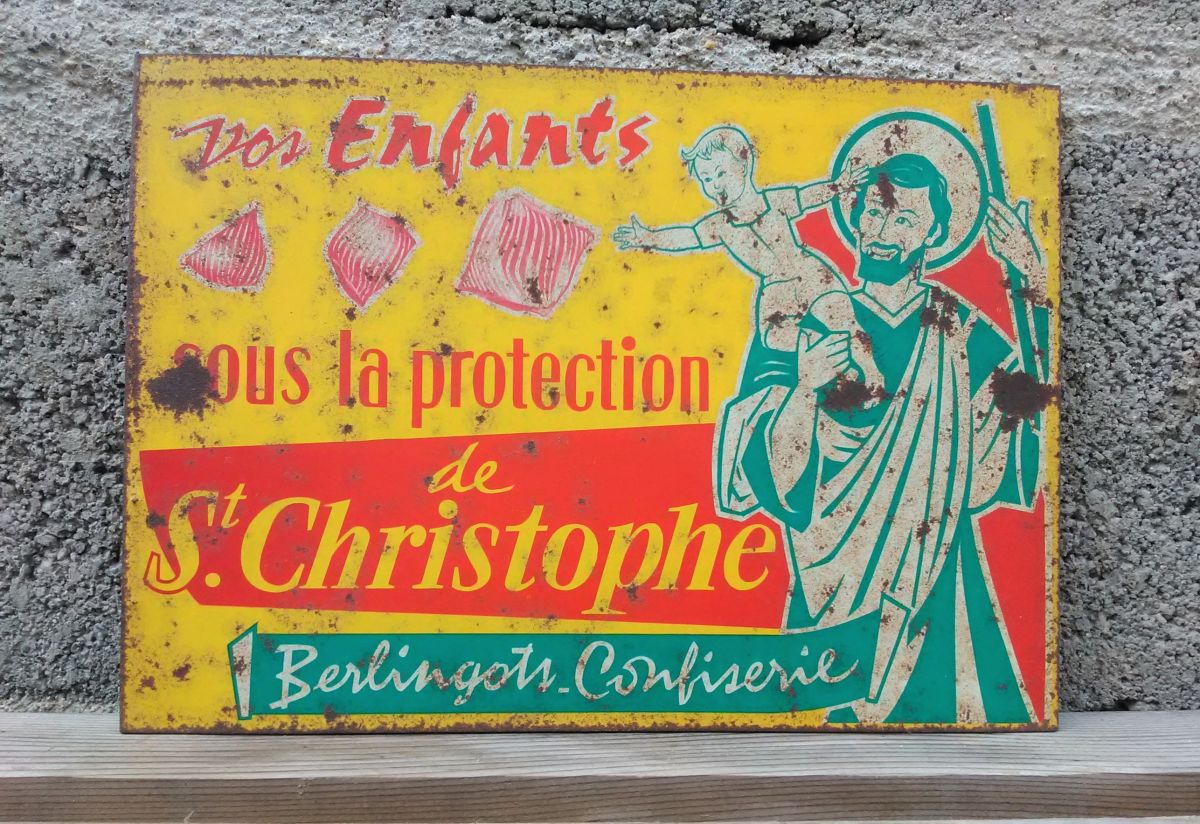 vos Enfants
sous la protection
de
St. Christophe
Berlingots - Confiserie